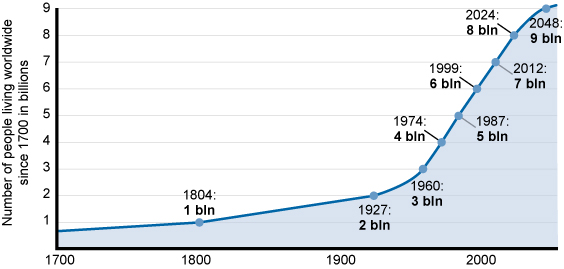 Number of people living worldwide
since 1700 in billions
9
8
7
6
5
4
3
2
1
1700
1800
1900
2000
1804:
1 bln
1927:
2 bln
1960:
3 bln
1974:
4 bln
1987:
5 bln
1999:
6 bln
2012:
7 bln
2024:
8 bln
2048:
9 bln